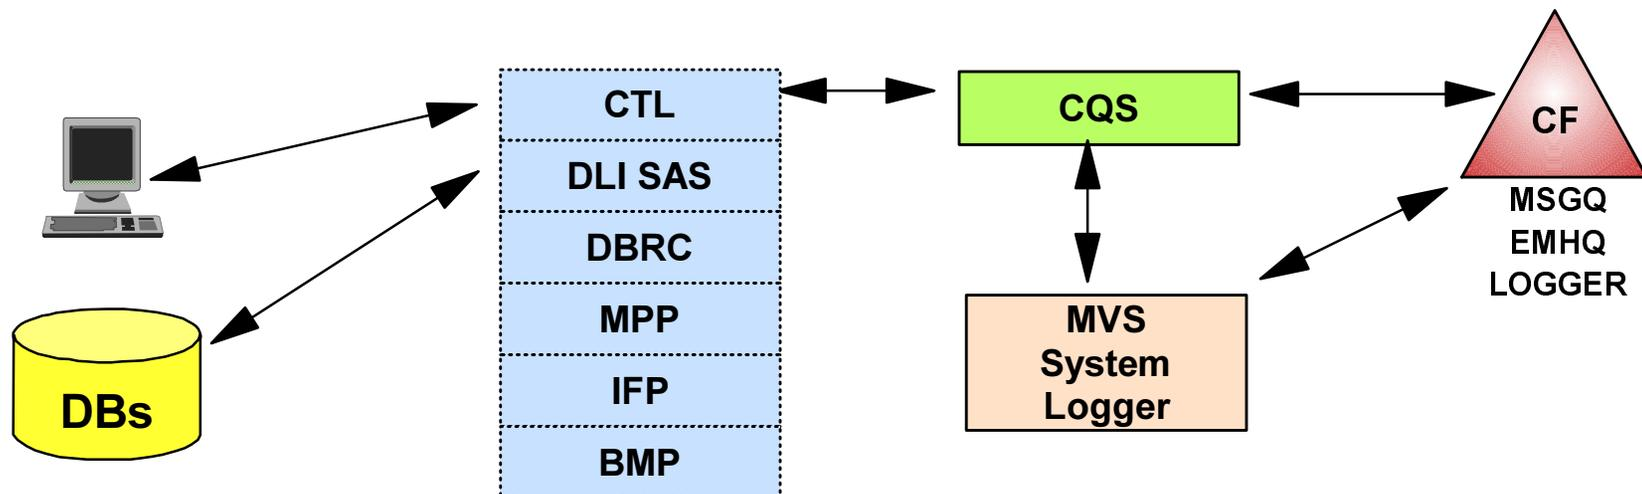 CTL
DLI SAS
DBRC
MPP
IFP
BMP
DBs
CQS
MVS
System
Logger
CF
MSGQ
EMHQ
LOGGER